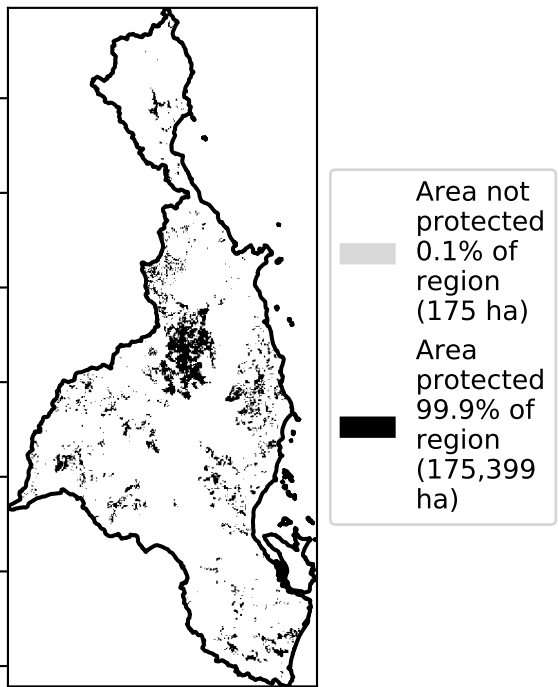 Area not
protected
0.1% of
region
(175 ha)
Area
protected
99.9% of
region
(175,399
ha)